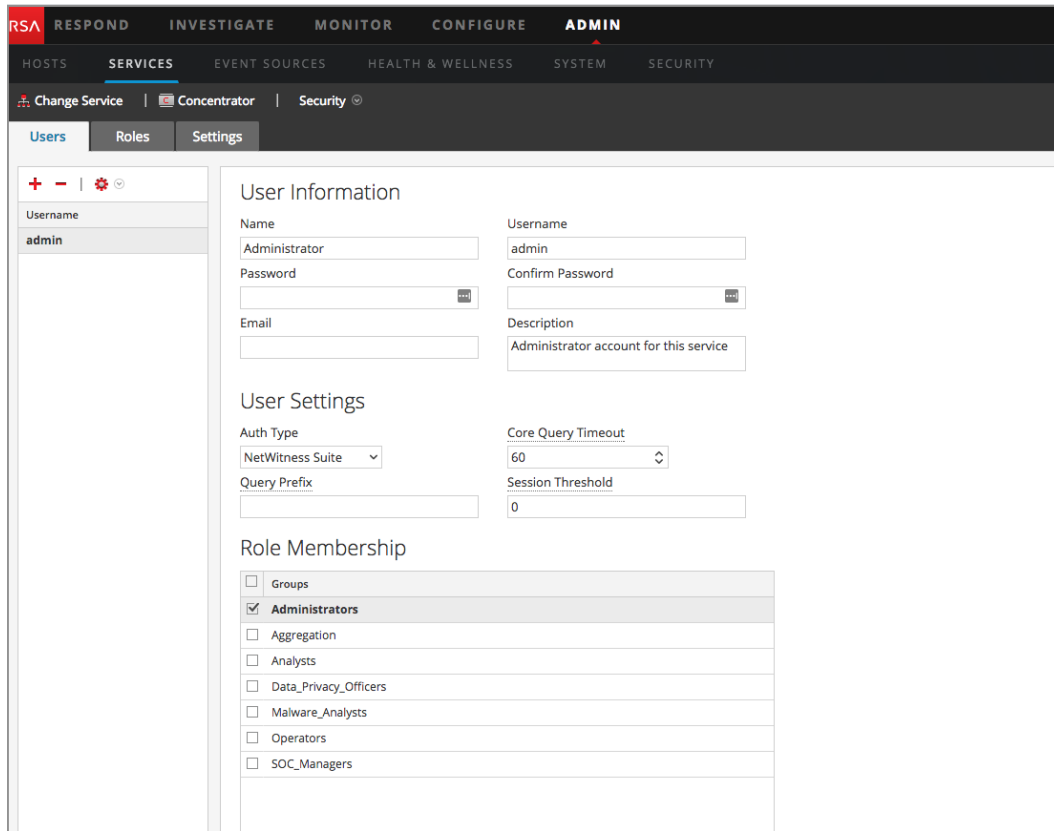 RSA RESPOND INVESTIGATE MONITOR CONFIGURE ADMIN
HOSTS SERVICES EVENT SOURCES HEALTH & WELLNESS SYSTEM SECURITY
Change Service | Concentrator | Security
Users Roles Settings
Username
admin
User Information
Name Username
Administrator admin
Password Confirm Password
Email Description
Administrator account for this service
User Settings
Auth Type Core Query Timeout
NetWitness Suite 60
Query Prefix Session Threshold
0
Role Membership
Groups
Administrators
Aggregation
Analysts
Data_Privacy_Officers
Malware_Analysts
Operators
SOC_Managers